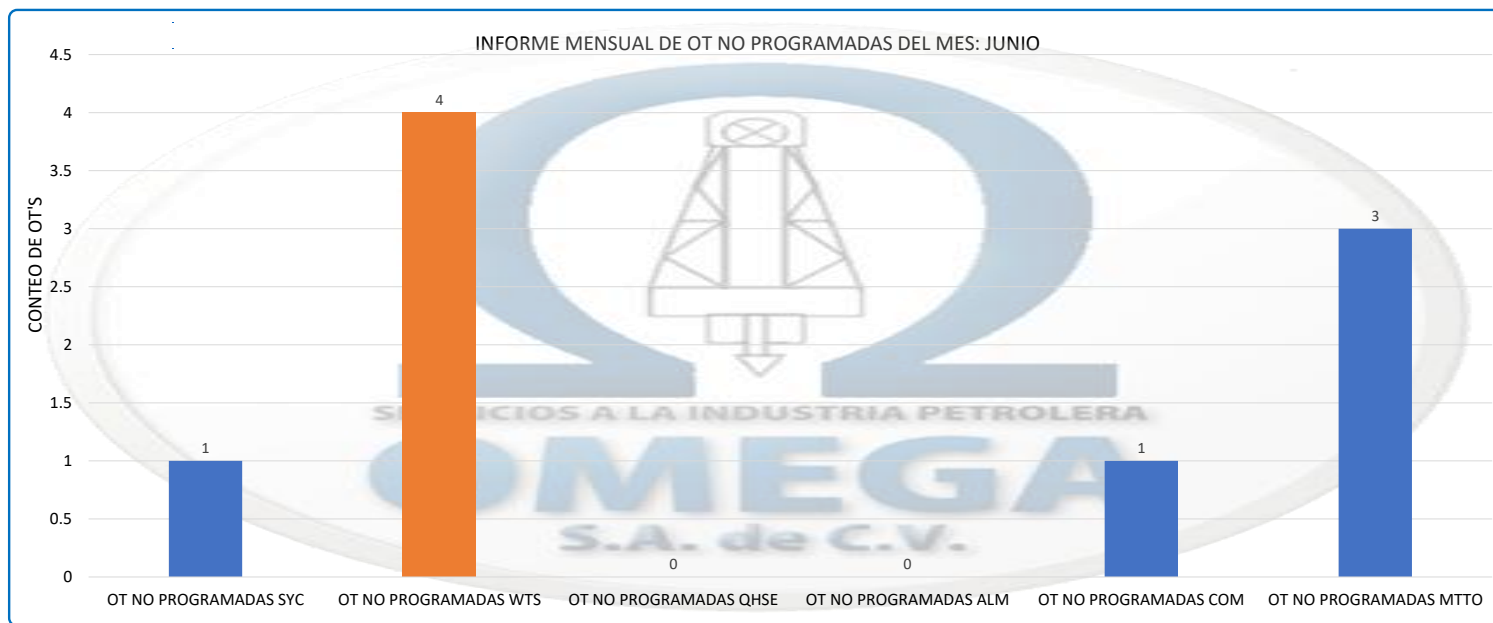 INFORME MENSUAL DE OT NO PROGRAMADAS DEL MES: JUNIO
CONTEO DE OT'S
4.5
4
3.5
3
2.5
2
1.5
1
0.5
0
1
4
0
0
1
3
OT NO PROGRAMADAS SYC
OT NO PROGRAMADAS WTS
OT NO PROGRAMADAS QHSE
OT NO PROGRAMADAS ALM
OT NO PROGRAMADAS COM
OT NO PROGRAMADAS MTTO
SERVICIOS A LA INDUSTRIA PETROLERA
OMEGA
S.A. de C.V.